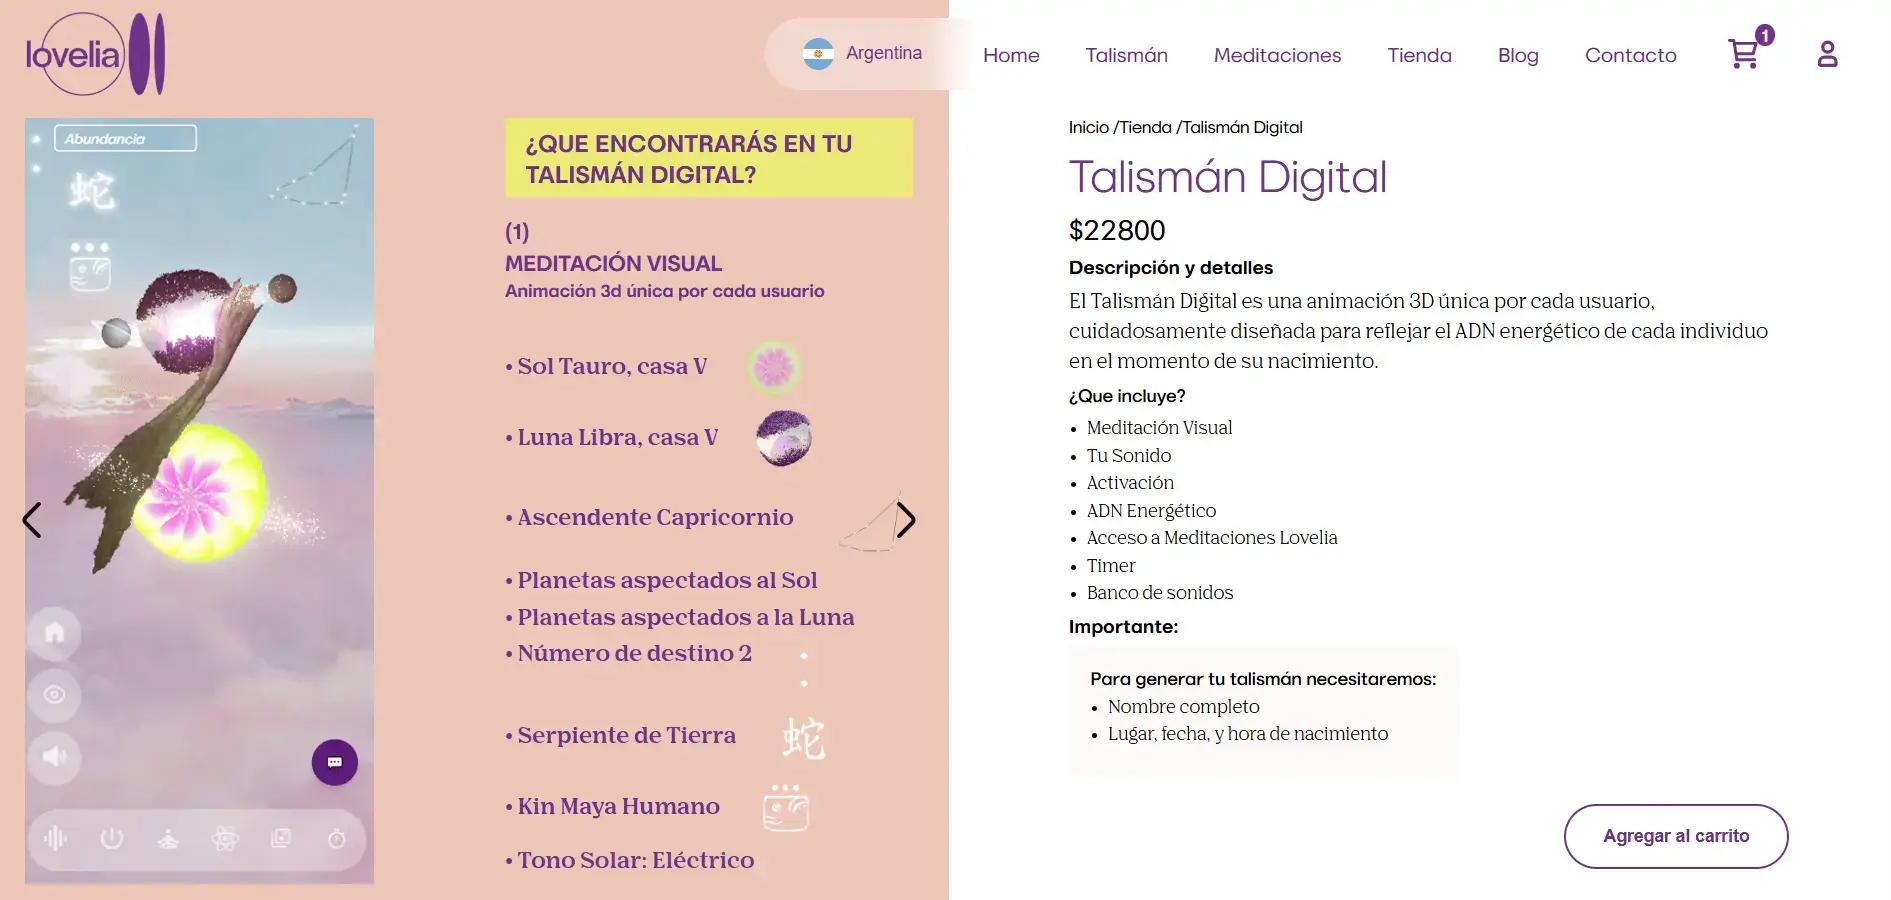 lovelia
Argentina
Home
Talismán
Meditaciones
Tienda
Blog
Contacto
1
Abundancia
蛇
¿QUE ENCONTRARÁS EN TU
TALISMÁN DIGITAL?
(1)
MEDITACIÓN VISUAL
Animación 3d única por cada usuario
• Sol Tauro, casa V
• Luna Libra, casa V
• Ascendente Capricornio
• Planetas aspectados al Sol
• Planetas aspectados a la Luna
• Número de destino 2
• Serpiente de Tierra
蛇
• Kin Maya Humano
• Tono Solar: Eléctrico
Inicio /Tienda /Talismán Digital
Talismán Digital
$22800
Descripción y detalles
El Talismán Digital es una animación 3D única por cada usuario,
cuidadosamente diseñada para reflejar el ADN energético de cada individuo
en el momento de su nacimiento.
¿Que incluye?
• Meditación Visual
• Tu Sonido
• Activación
• ADN Energético
• Acceso a Meditaciones Lovelia
• Timer
• Banco de sonidos
Importante:
Para generar tu talismán necesitaremos:
• Nombre completo
• Lugar, fecha, y hora de nacimiento
Agregar al carrito